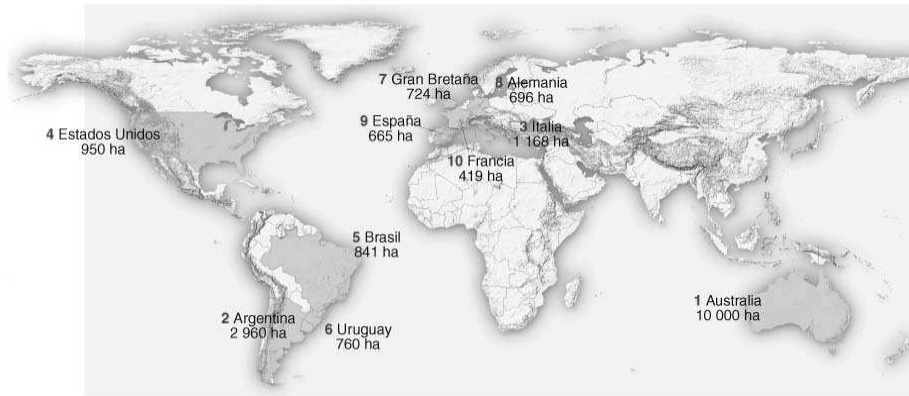 7 Gran Bretaña
724 ha
8 Alemania
696 ha
4 Estados Unidos
950 ha
9 España
665 ha
3 Italia
1 168 ha
10 Francia
419 ha
5 Brasil
841 ha
2 Argentina
2 960 ha
6 Uruguay
760 ha
1 Australia
10 000 ha